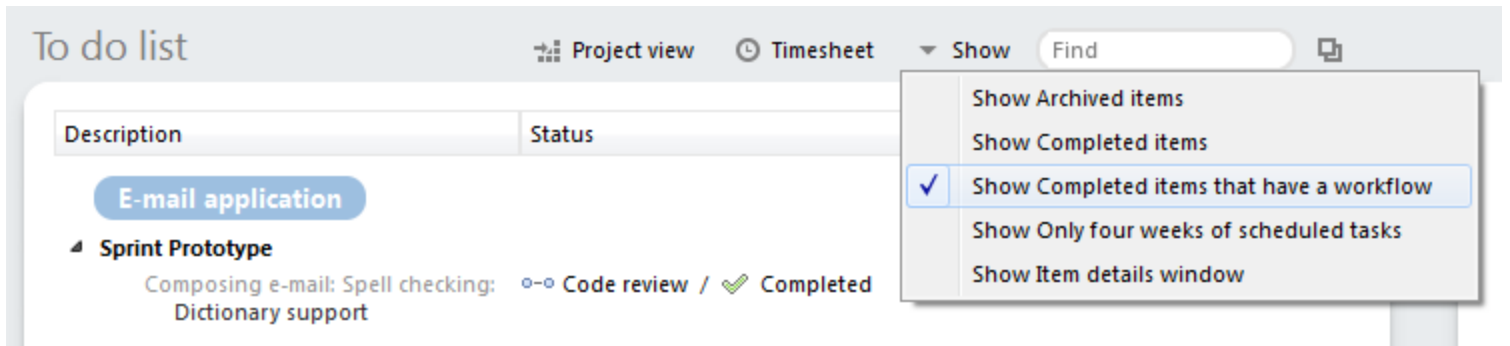 To do list
Project view
Timesheet
Show
Find
Show Archived items
Show Completed items
Show Completed items that have a workflow
Show Only four weeks of scheduled tasks
Show Item details window
Description
Status
E-mail application
Sprint Prototype
Composing e-mail: Spell checking:
Dictionary support
Code review / Completed